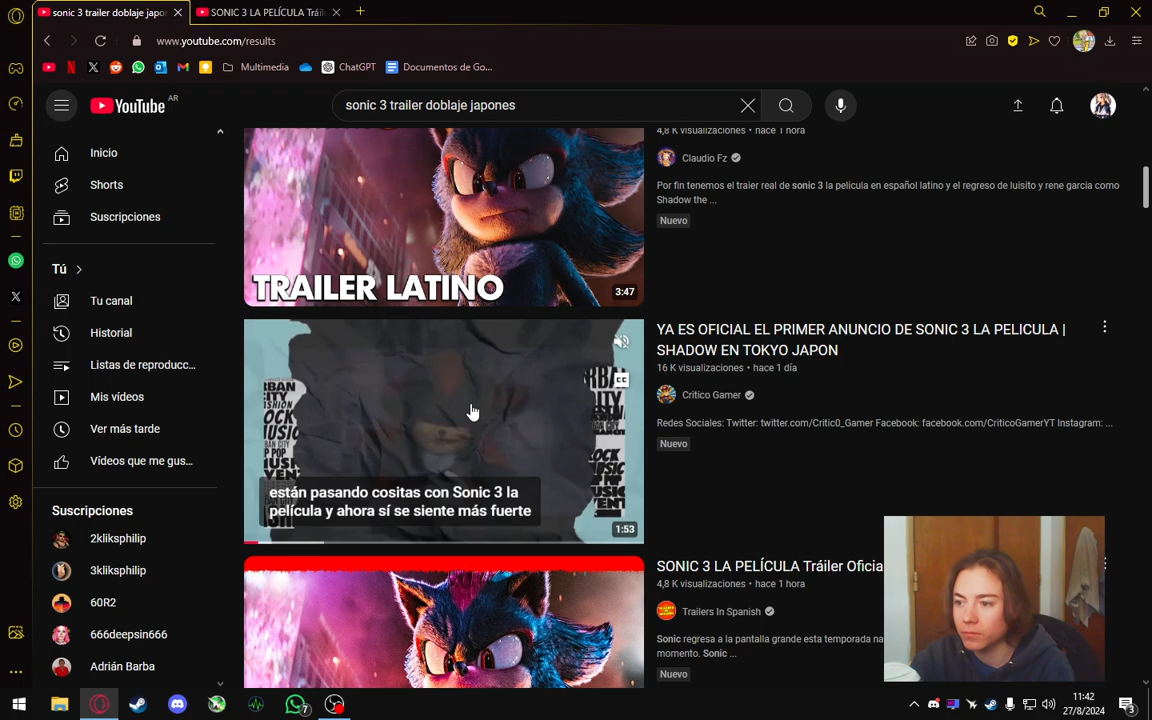 sonic 3 trailer doblaje japo
SONIC 3 LA PELÍCULA Tráil
www.youtube.com/results
Multimedia
ChatGPT
Documentos de Go...
YouTube AR
sonic 3 trailer doblaje japones
Inicio
Shorts
Suscripciones
Tú
Tu canal
Historial
Listas de reproducc...
Mis vídeos
Ver más tarde
Vídeos que me gus...
Suscripciones
2kliksphilip
3kliksphilip
60R2
666deepsin666
Adrián Barba
TRAILER LATINO
3:47
4,8 K visualizaciones • hace 1 hora
Claudio Fz
Por fin tenemos el traier real de sonic 3 la pelicula en español latino y el regreso de luisito y rene garcia como
Shadow the ...
Nuevo
están pasando cositas con Sonic 3 la
película y ahora sí se siente más fuerte
CC
1:53
YA ES OFICIAL EL PRIMER ANUNCIO DE SONIC 3 LA PELICULA |
SHADOW EN TOKYO JAPON
16 K visualizaciones • hace 1 día
Critico Gamer
Redes Sociales: Twitter: twitter.com/Critic0_Gamer Facebook: facebook.com/CriticoGamerYT Instagram: ...
Nuevo
SONIC 3 LA PELÍCULA Tráiler Oficia
4,8 K visualizaciones • hace 1 hora
Trailers In Spanish
Sonic regresa a la pantalla grande esta temporada na
momento. Sonic ...
Nuevo
7
11:42
27/8/2024
3